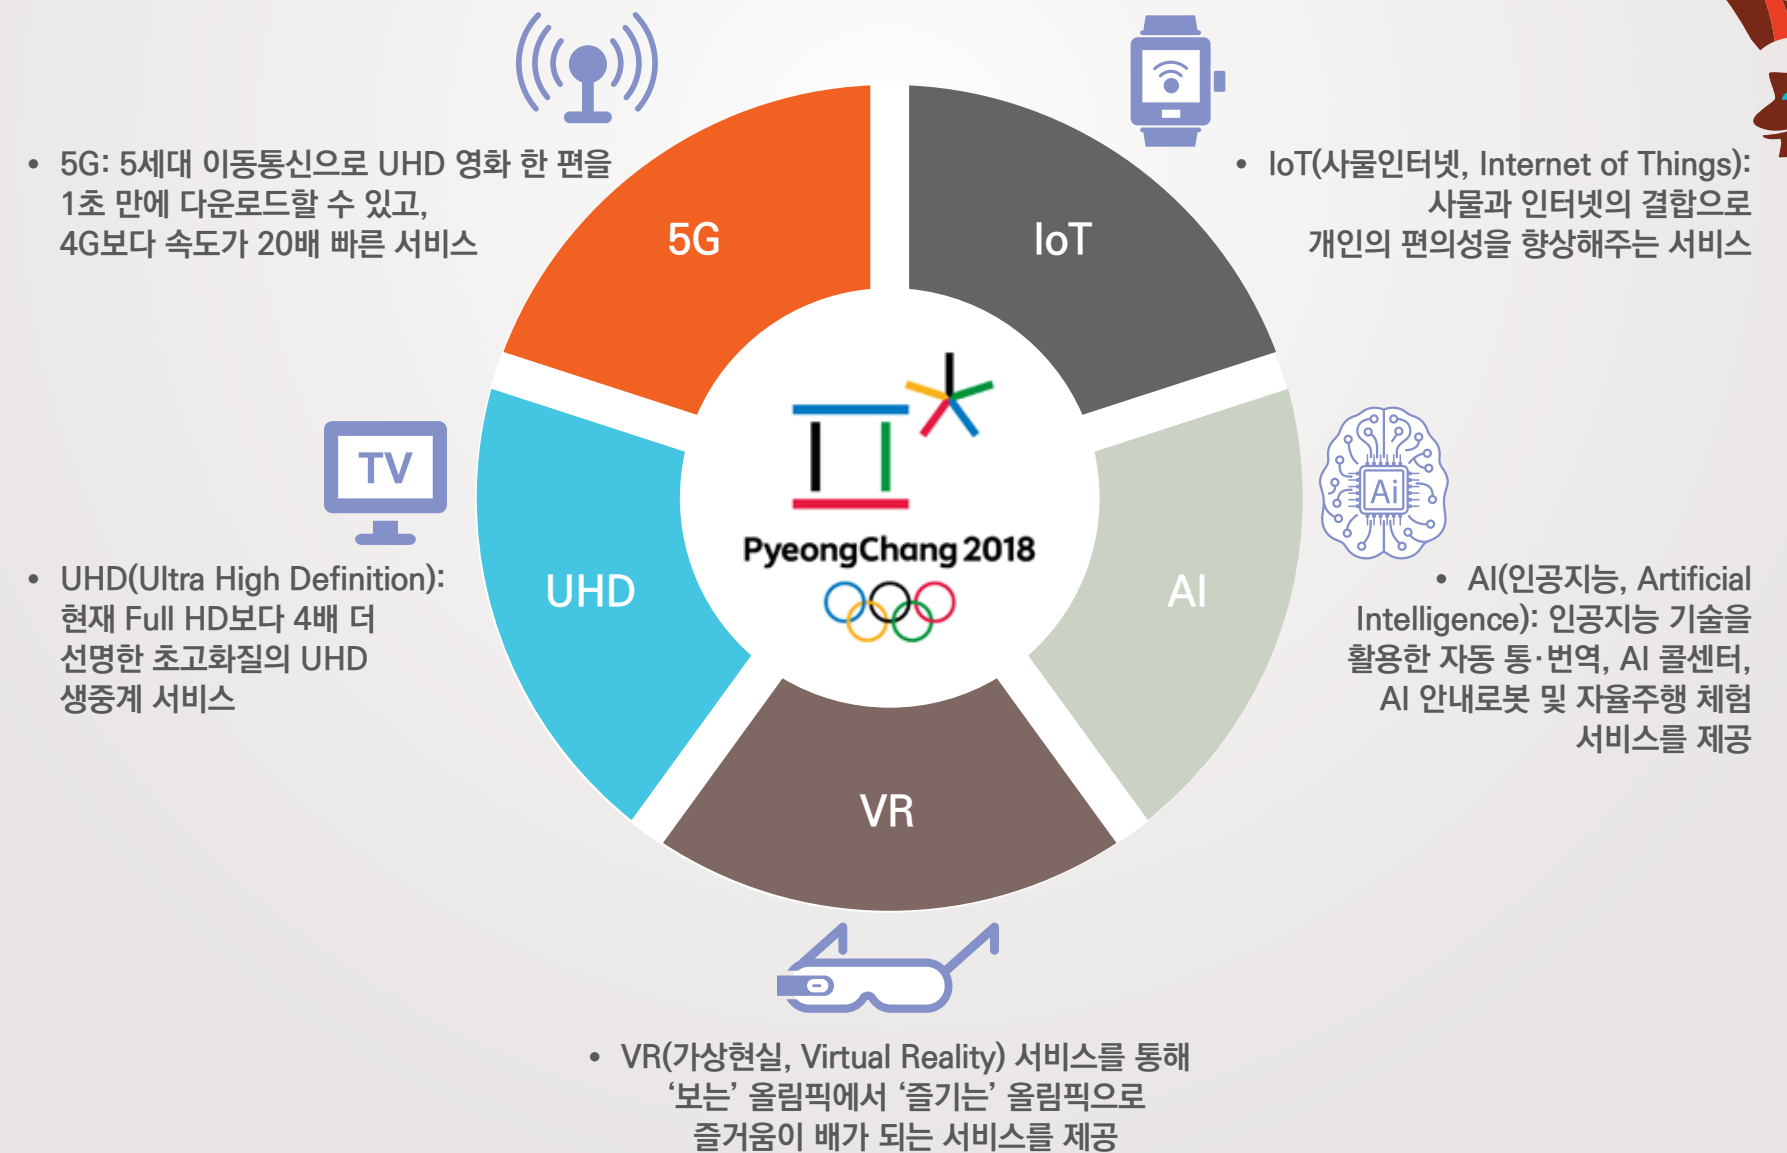 • 5G: 5세대 이동통신으로 UHD 영화 한 편을
1초 만에 다운로드할 수 있고,
4G보다 속도가 20배 빠른 서비스
• IoT(사물인터넷, Internet of Things):
사물과 인터넷의 결합으로
개인의 편의성을 향상해주는 서비스
5G
IoT
TV
Ai
PyeongChang 2018
UHD
AI
• UHD(Ultra High Definition):
현재 Full HD보다 4배 더
선명한 초고화질의 UHD
생중계 서비스
• AI(인공지능, Artificial
Intelligence): 인공지능 기술을
활용한 자동 통·번역, AI 콜센터,
AI 안내로봇 및 자율주행 체험
서비스를 제공
VR
• VR(가상현실, Virtual Reality) 서비스를 통해
‘보는’ 올림픽에서 ‘즐기는’ 올림픽으로
즐거움이 배가 되는 서비스를 제공